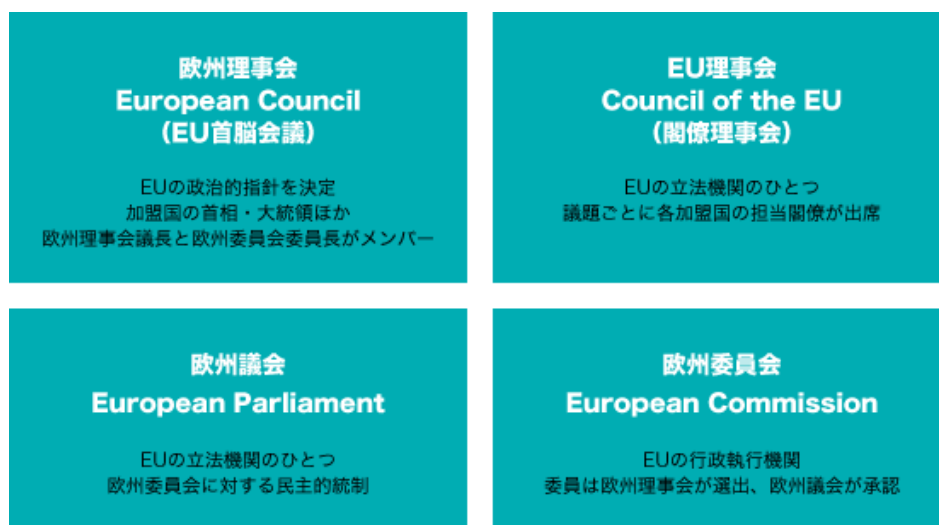 欧州理事会
European Council
（EU首脳会議）
EUの政治的指針を決定
加盟国の首相・大統領ほか
欧州理事会議長と欧州委員会委員長がメンバー
EU理事会
Council of the EU
（閣僚理事会）
EUの立法機関のひとつ
議題ごとに各加盟国の担当閣僚が出席
欧州議会
European Parliament
EUの立法機関のひとつ
欧州委員会に対する民主的統制
欧州委員会
European Commission
EUの行政執行機関
委員は欧州理事会が選出、欧州議会が承認